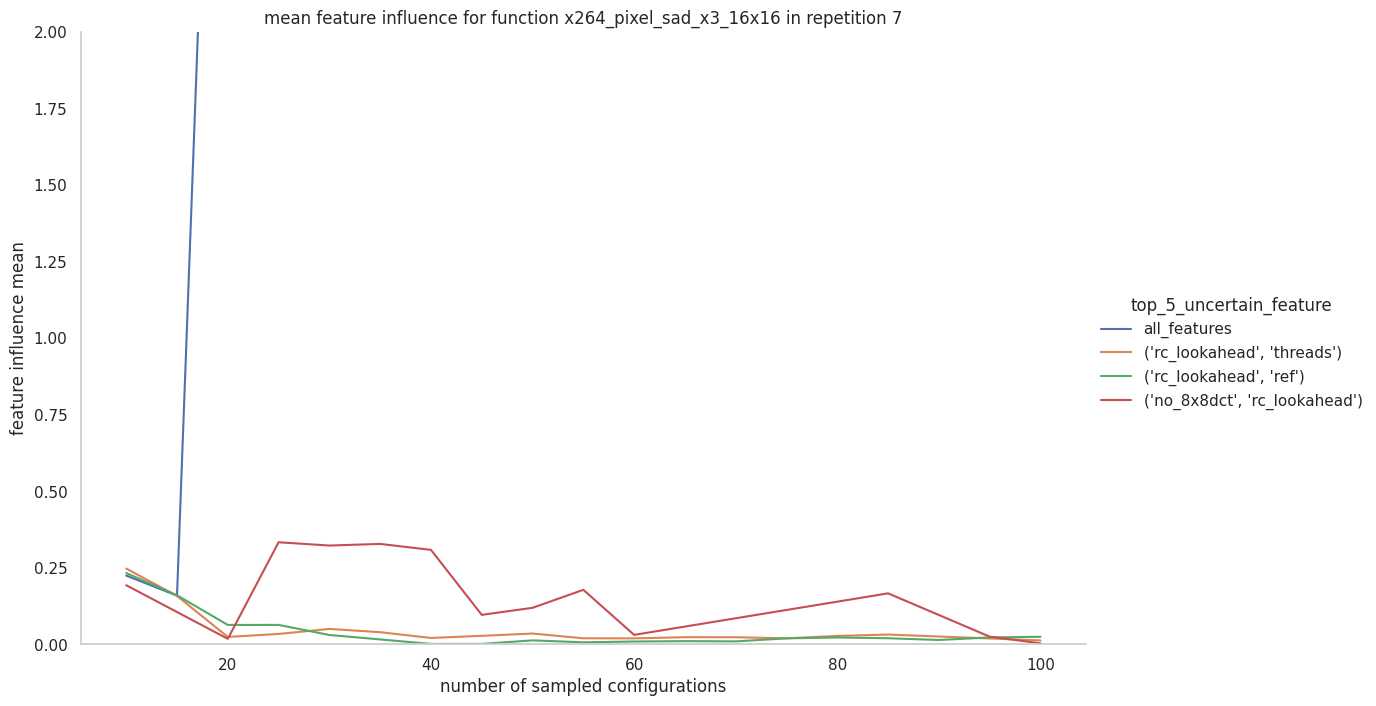 mean feature influence for function x264_pixel_sad_x3_16x16 in repetition 7
2.00
1.75
1.50
1.25
1.00
0.75
0.50
0.25
0.00
feature influence mean
20
40
60
80
100
number of sampled configurations
top_5_uncertain_feature
all_features
('rc_lookahead', 'threads')
('rc_lookahead', 'ref')
('no_8x8dct', 'rc_lookahead')